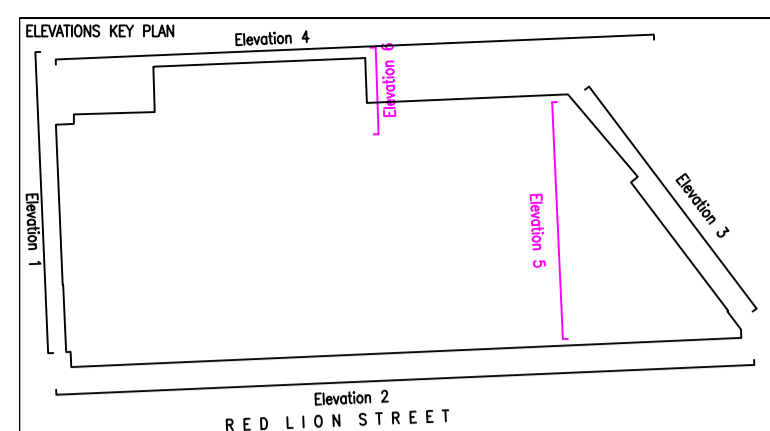 ELEVATIONS KEY PLAN
Elevation 4
Elevation 6
Elevation 1
Elevation 5
Elevation 3
Elevation 2
RED LION STREET